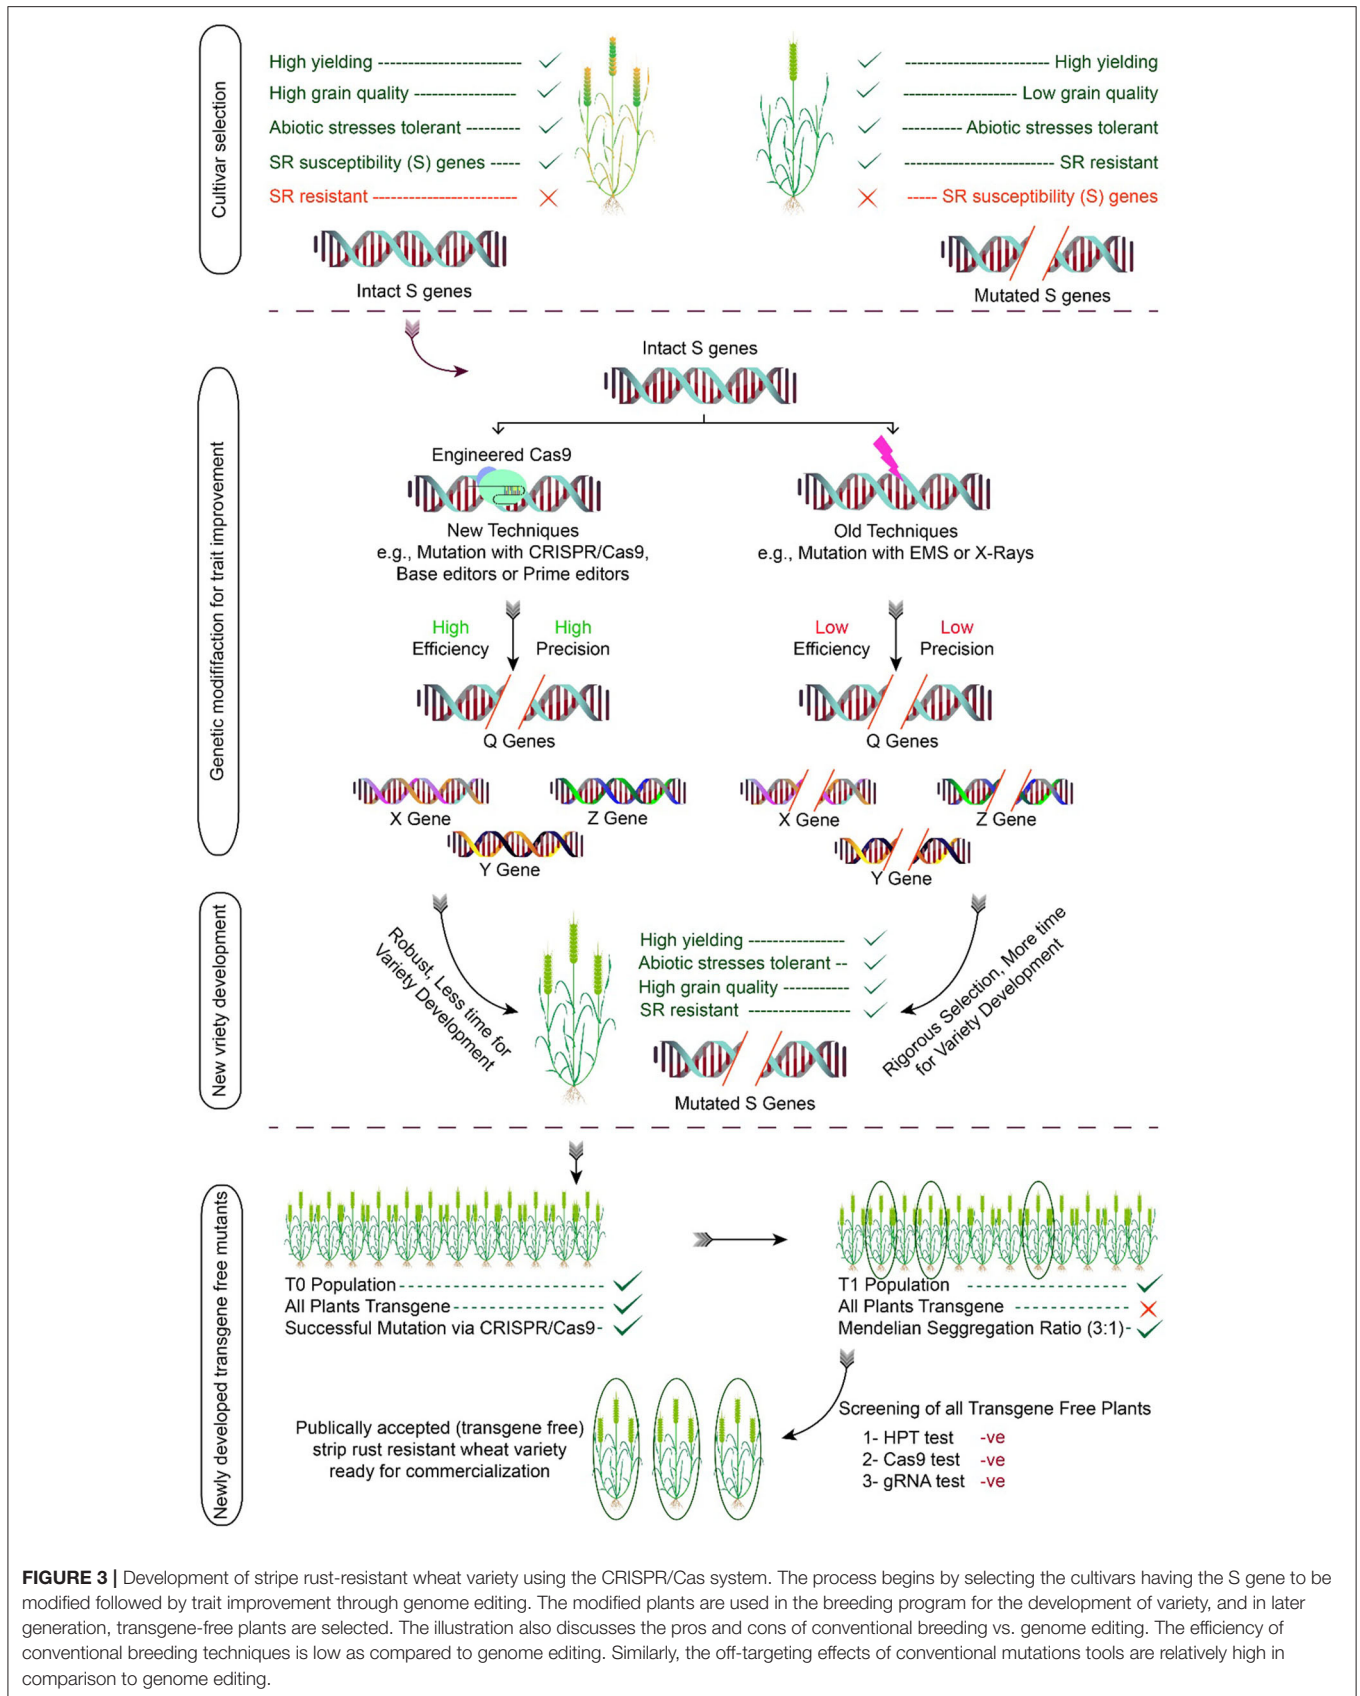 Cultivar selection
High yielding
High grain quality
Abiotic stresses tolerant
SR susceptibility (S) genes
SR resistant
Intact S genes
High yielding
Low grain quality
Abiotic stresses tolerant
SR resistant
SR susceptibility (S) genes
Mutated S genes
Genetic modififaction for trait improvement
Intact S genes
Engineered Cas9
New Techniques
e.g., Mutation with CRISPR/Cas9,
Base editors or Prime editors
Old Techniques
e.g., Mutation with EMS or X-Rays
High
Efficiency
High
Precision
Low
Efficiency
Low
Precision
Q Genes
Q Genes
X Gene
Z Gene
Y Gene
X Gene
Z Gene
Y Gene
New vriety development
Robust, Less time for
Variety Development
High yielding
Abiotic stresses tolerant
High grain quality
SR resistant
Mutated S Genes
Rigorous Selection, More time
for Variety Development
Newly developed transgene free mutants
T0 Population
All Plants Transgene
Successful Mutation via CRISPR/Cas9
T1 Population
All Plants Transgene
Mendelian Seggregation Ratio (3:1)
Publically accepted (transgene free)
strip rust resistant wheat variety
ready for commercialization
Screening of all Transgene Free Plants
1- HPT test -ve
2- Cas9 test -ve
3- gRNA test -ve
FIGURE 3 | Development of stripe rust-resistant wheat variety using the CRISPR/Cas system. The process begins by selecting the cultivars having the S gene to be
modified followed by trait improvement through genome editing. The modified plants are used in the breeding program for the development of variety, and in later
generation, transgene-free plants are selected. The illustration also discusses the pros and cons of conventional breeding vs. genome editing. The efficiency of
conventional breeding techniques is low as compared to genome editing. Similarly, the off-targeting effects of conventional mutations tools are relatively high in
comparison to genome editing.